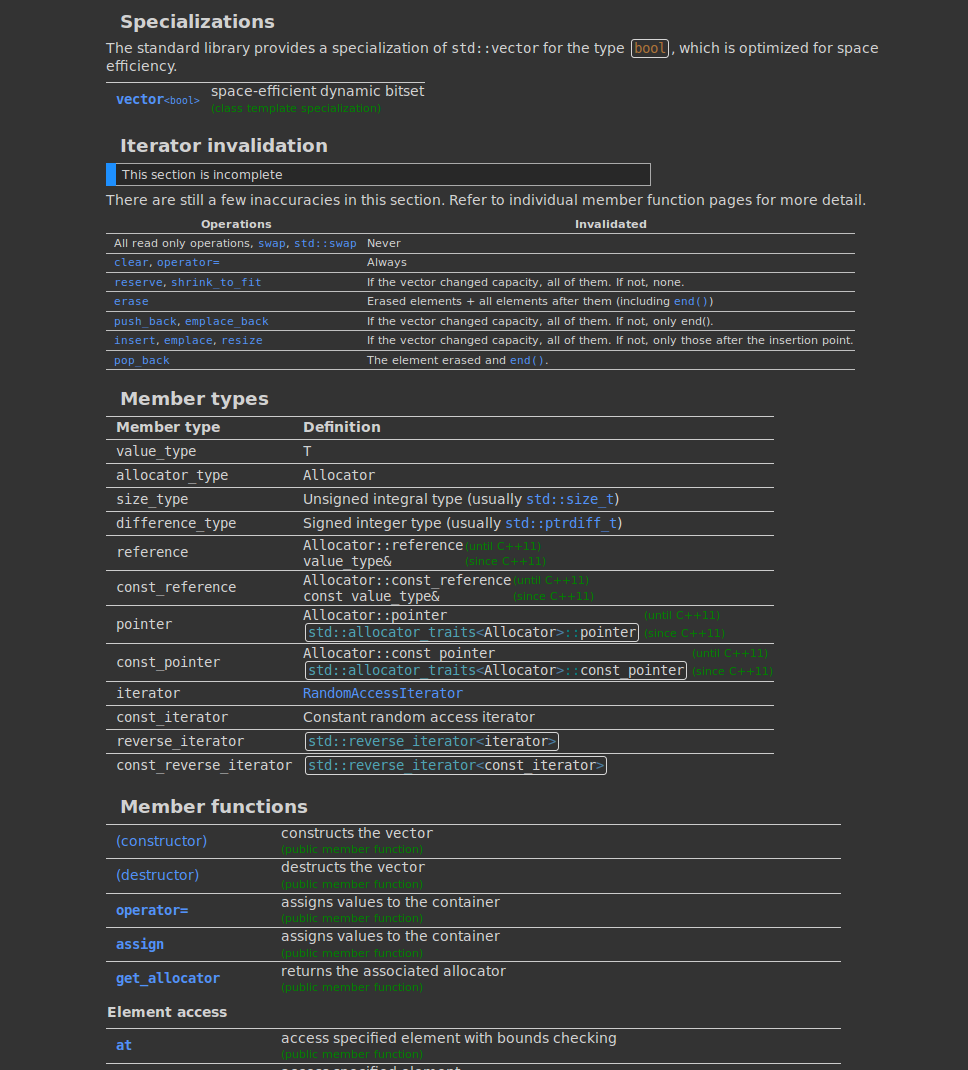 Specializations
The standard library provides a specialization of std::vector for the type bool, which is optimized for space
efficiency.
vector<bool> space-efficient dynamic bitset
(class template specialization)
Iterator invalidation
This section is incomplete
There are still a few inaccuracies in this section. Refer to individual member function pages for more detail.
Operations Invalidated
All read only operations, swap, std::swap Never
clear, operator= Always
reserve, shrink_to_fit If the vector changed capacity, all of them. If not, none.
erase Erased elements + all elements after them (including end())
push_back, emplace_back If the vector changed capacity, all of them. If not, only end().
insert, emplace, resize If the vector changed capacity, all of them. If not, only those after the insertion point.
pop_back The element erased and end().
Member types
Member type Definition
value_type T
allocator_type Allocator
size_type Unsigned integral type (usually std::size_t)
difference_type Signed integer type (usually std::ptrdiff_t)
reference Allocator::reference (until C++11)
value_type& (since C++11)
const_reference Allocator::const_reference (until C++11)
const value_type& (since C++11)
pointer Allocator::pointer (until C++11)
std::allocator_traits<Allocator>::pointer (since C++11)
const_pointer Allocator::const_pointer (until C++11)
std::allocator_traits<Allocator>::const_pointer (since C++11)
iterator RandomAccessIterator
const_iterator Constant random access iterator
reverse_iterator std::reverse_iterator<iterator>
const_reverse_iterator std::reverse_iterator<const_iterator>
Member functions
(constructor) constructs the vector
(public member function)
(destructor) destructs the vector
(public member function)
operator= assigns values to the container
(public member function)
assign assigns values to the container
(public member function)
get_allocator returns the associated allocator
(public member function)
Element access
at access specified element with bounds checking
(public member function)
access specified element